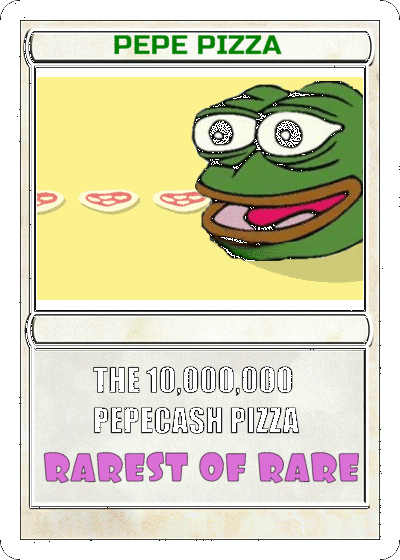 PEPE PIZZA
THE 10,000,000
PEPECASH PIZZA
RAREST OF RARE